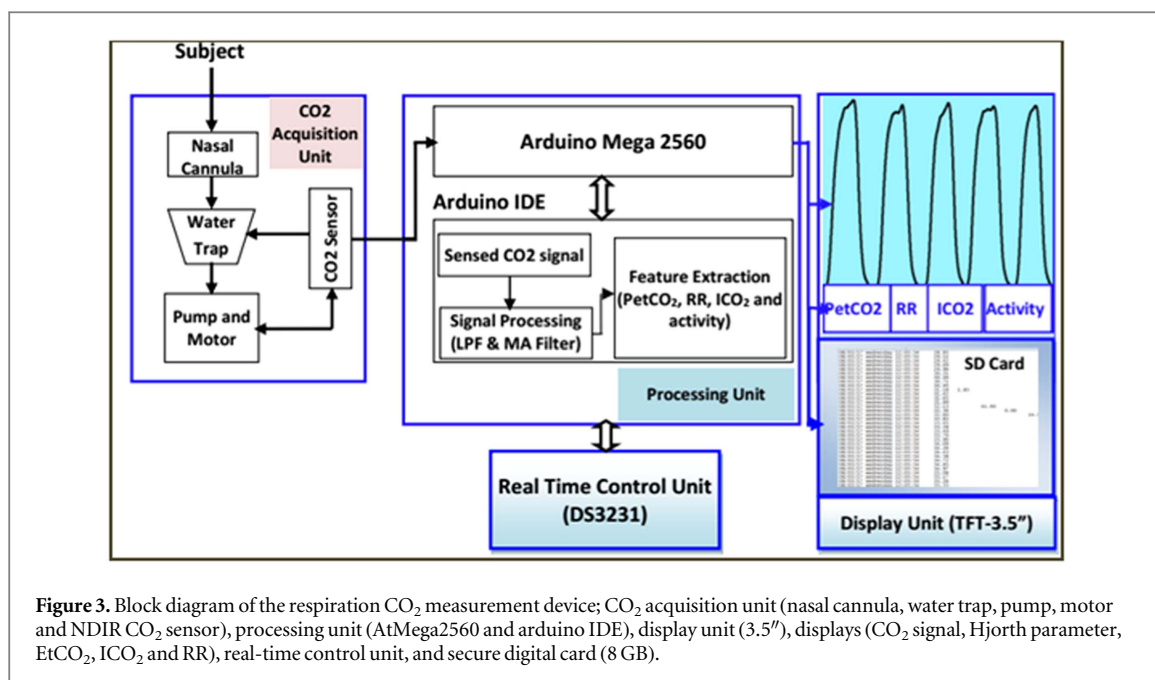 Subject
CO2
Acquisition
Unit
Nasal
Cannula
Water
Trap
CO2 Sensor
Pump and
Motor
Arduino Mega 2560
Arduino IDE
Sensed CO2 signal
Signal Processing
(LPF & MA Filter)
Feature Extraction
(PetCO₂, RR, ICO₂ and
activity)
Processing Unit
Real Time Control Unit
(DS3231)
PetCO2
RR
ICO2
Activity
SD Card
Display Unit (TFT-3.5″)
Figure 3. Block diagram of the respiration CO₂ measurement device; CO₂ acquisition unit (nasal cannula, water trap, pump, motor
and NDIR CO₂ sensor), processing unit (AtMega2560 and arduino IDE), display unit (3.5″), displays (CO₂ signal, Hjorth parameter,
EtCO₂, ICO₂ and RR), real-time control unit, and secure digital card (8 GB).